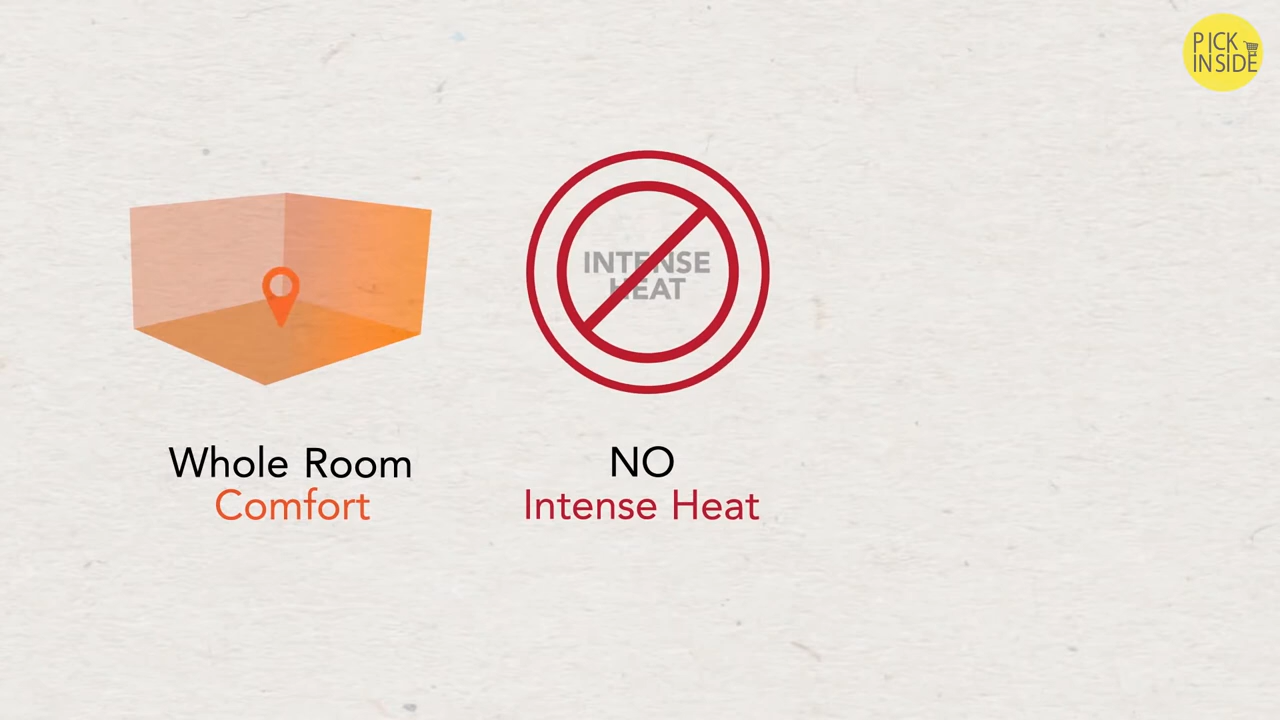 PICK
INSIDE
INTENSE
HEAT
Whole Room
Comfort
NO
Intense Heat